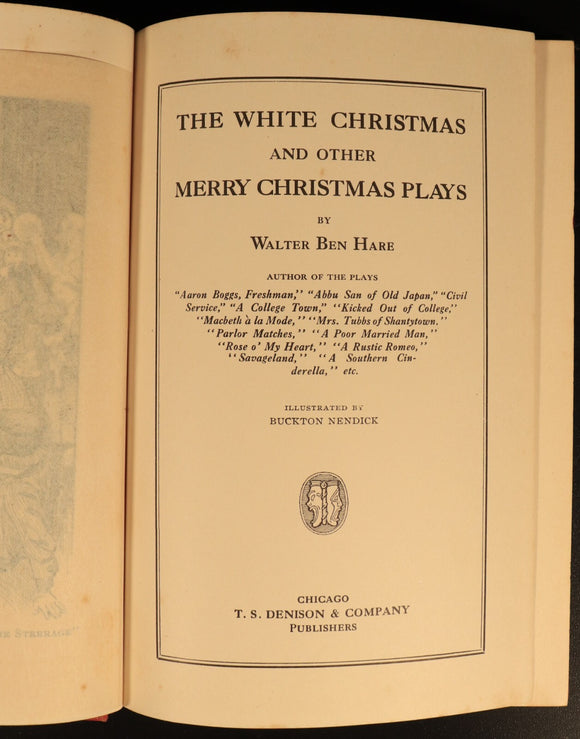 THE WHITE CHRISTMAS
AND OTHER
MERRY CHRISTMAS PLAYS
BY
WALTER BEN HARE
AUTHOR OF THE PLAYS
"Aaron Boggs, Freshman," "Abbu San of Old Japan," "Civil
Service," "A College Town," "Kicked Out of College,"
"Macbeth à la Mode," "Mrs. Tubbs of Shantytown."
"Parlor Matches," "A Poor Married Man,"
"Rose o' My Heart," "A Rustic Romeo,"
"Savageland," "A Southern Cin-
derella," etc.
ILLUSTRATED BY
BUCKTON NENDICK
CHICAGO
T. S. DENISON & COMPANY
PUBLISHERS
STEERAGE"